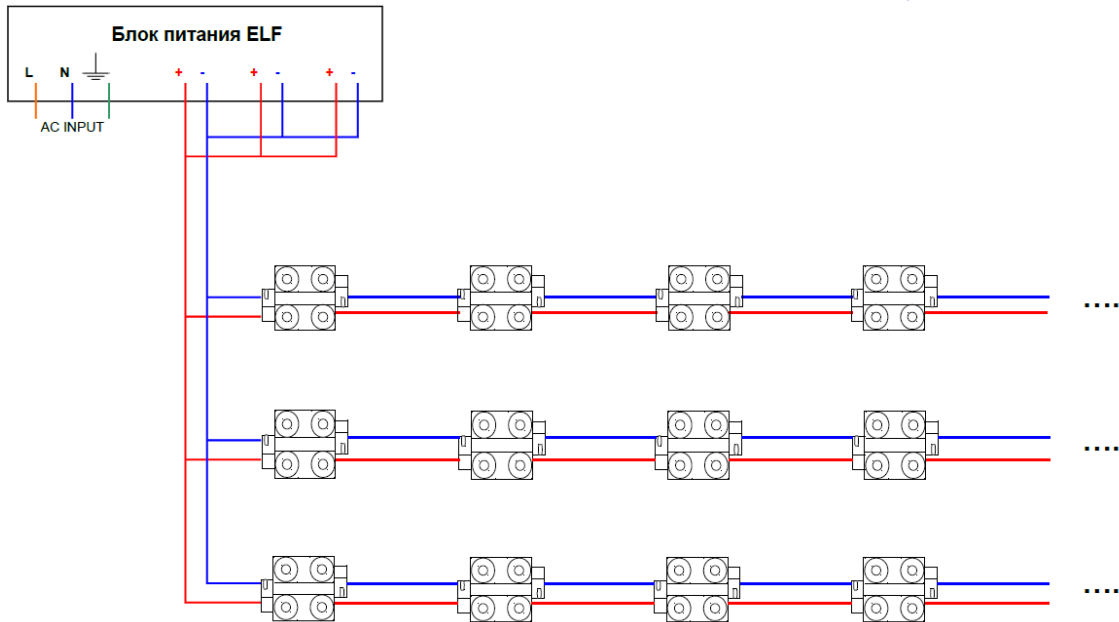 Блок питания ELF
L N + - + - + -
AC INPUT
....
....
....